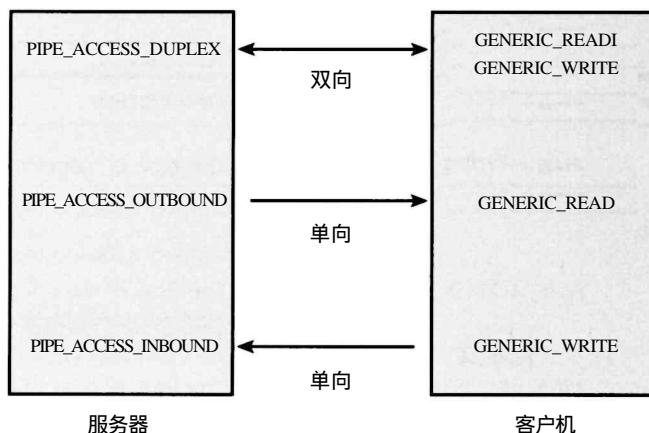 PIPE_ACCESS_DUPLEX
GENERIC_READI
GENERIC_WRITE
双向
PIPE_ACCESS_OUTBOUND
GENERIC_READ
单向
PIPE_ACCESS_INBOUND
GENERIC_WRITE
单向
服务器
客户机